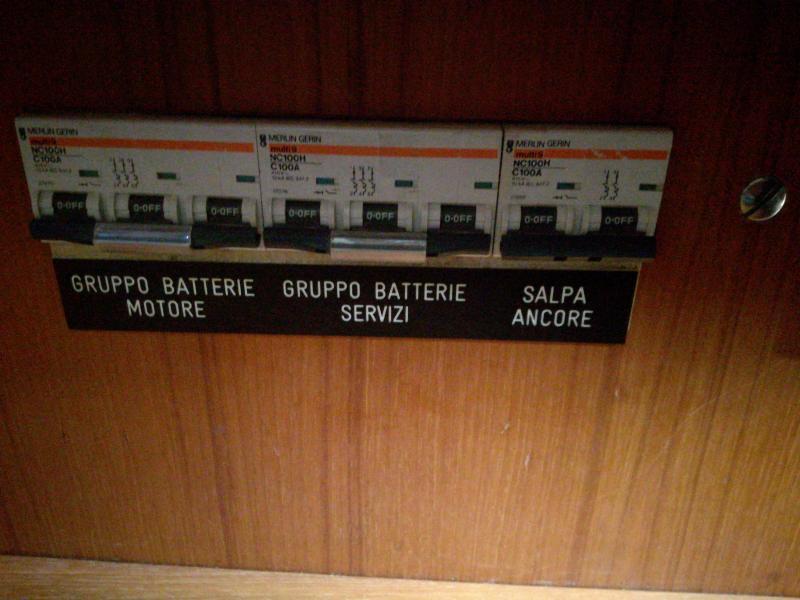 MERLIN GERIN
multi 9
NC100H
C100A
MERLIN GERIN
multi 9
NC100H
C100A
MERLIN GERIN
multi 9
NC100H
C100A
O-OFF O-OFF O-OFF
O-OFF O-OFF O-OFF
O-OFF O-OFF
GRUPPO BATTERIE
MOTORE
GRUPPO BATTERIE
SERVIZI
SALPA
ANCORE